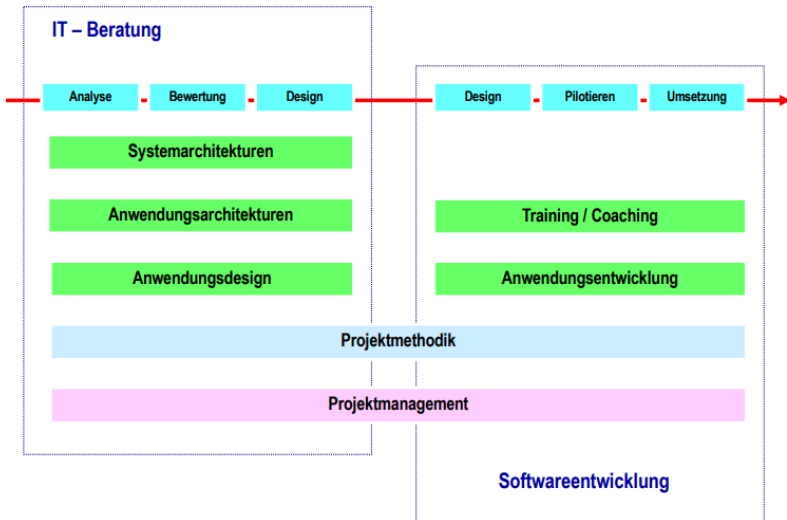 IT – Beratung
Analyse
Bewertung
Design
Design
Pilotieren
Umsetzung
Systemarchitekturen
Anwendungsarchitekturen
Training / Coaching
Anwendungsdesign
Anwendungsentwicklung
Projektmethodik
Projektmanagement
Softwareentwicklung